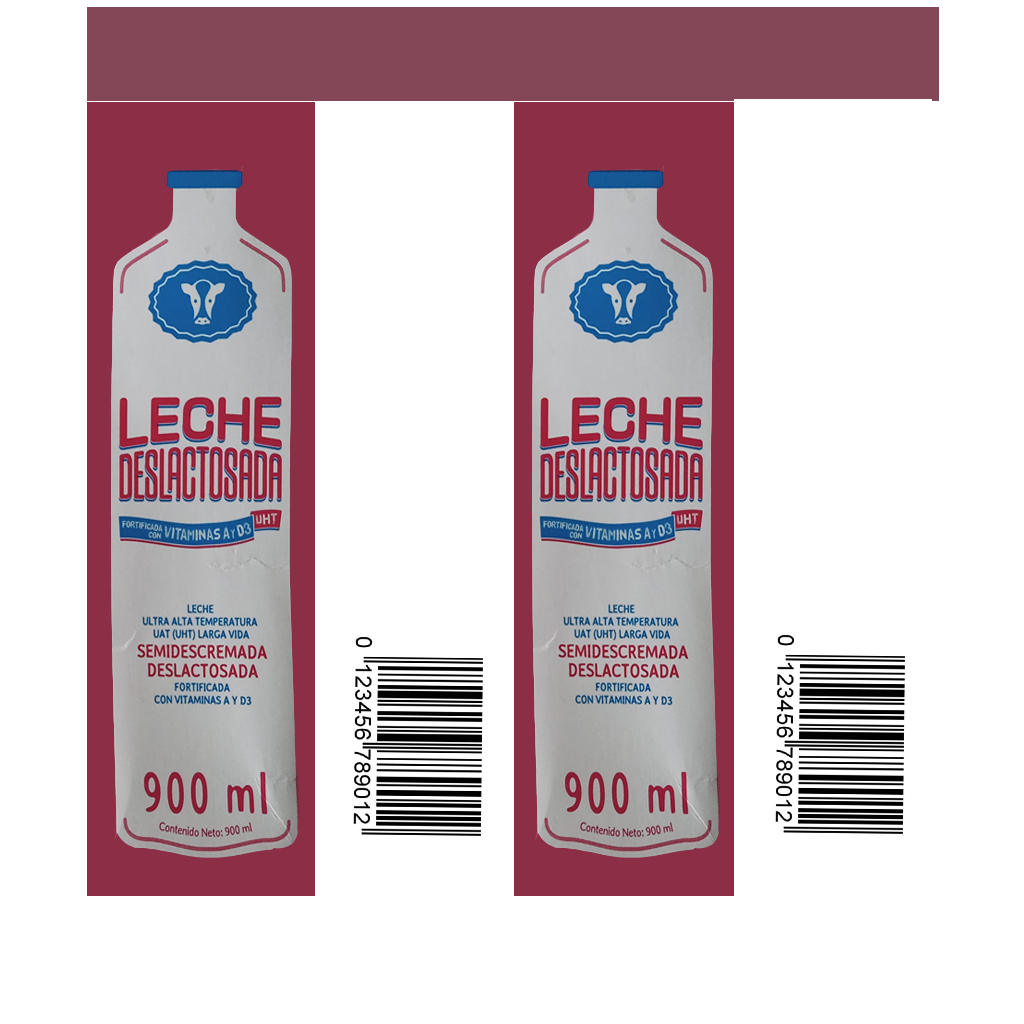 LECHE
DESLACTOSADA
FORTIFICADA
CON VITAMINAS A Y D3
UHT
LECHE
ULTRA ALTA TEMPERATURA
UAT (UHT) LARGA VIDA
SEMIDESCREMADA
DESLACTOSADA
FORTIFICADA
CON VITAMINAS A Y D3
900 ml
Contenido Neto: 900 ml
0 123456 789012
LECHE
DESLACTOSADA
FORTIFICADA
CON VITAMINAS A Y D3
UHT
LECHE
ULTRA ALTA TEMPERATURA
UAT (UHT) LARGA VIDA
SEMIDESCREMADA
DESLACTOSADA
FORTIFICADA
CON VITAMINAS A Y D3
900 ml
Contenido Neto: 900 ml
0 123456 789012